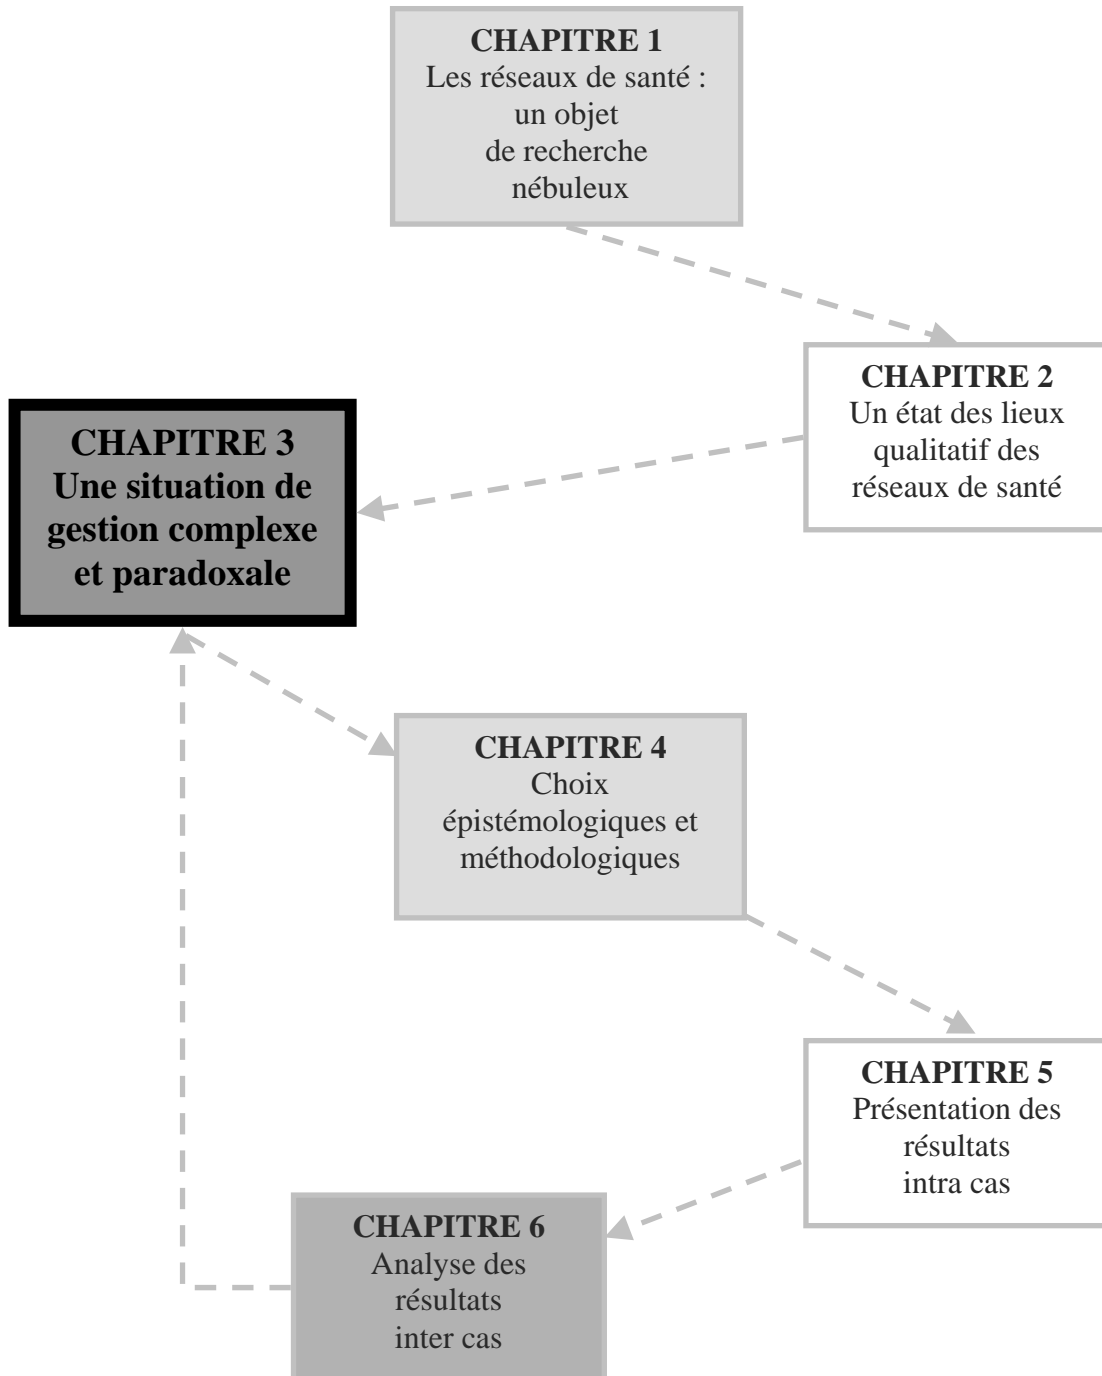 CHAPITRE 1
Les réseaux de santé :
un objet
de recherche
nébuleux
CHAPITRE 2
Un état des lieux
qualitatif des
réseaux de santé
CHAPITRE 3
Une situation de
gestion complexe
et paradoxale
CHAPITRE 4
Choix
épistémologiques et
méthodologiques
CHAPITRE 5
Présentation des
résultats
intra cas
CHAPITRE 6
Analyse des
résultats
inter cas